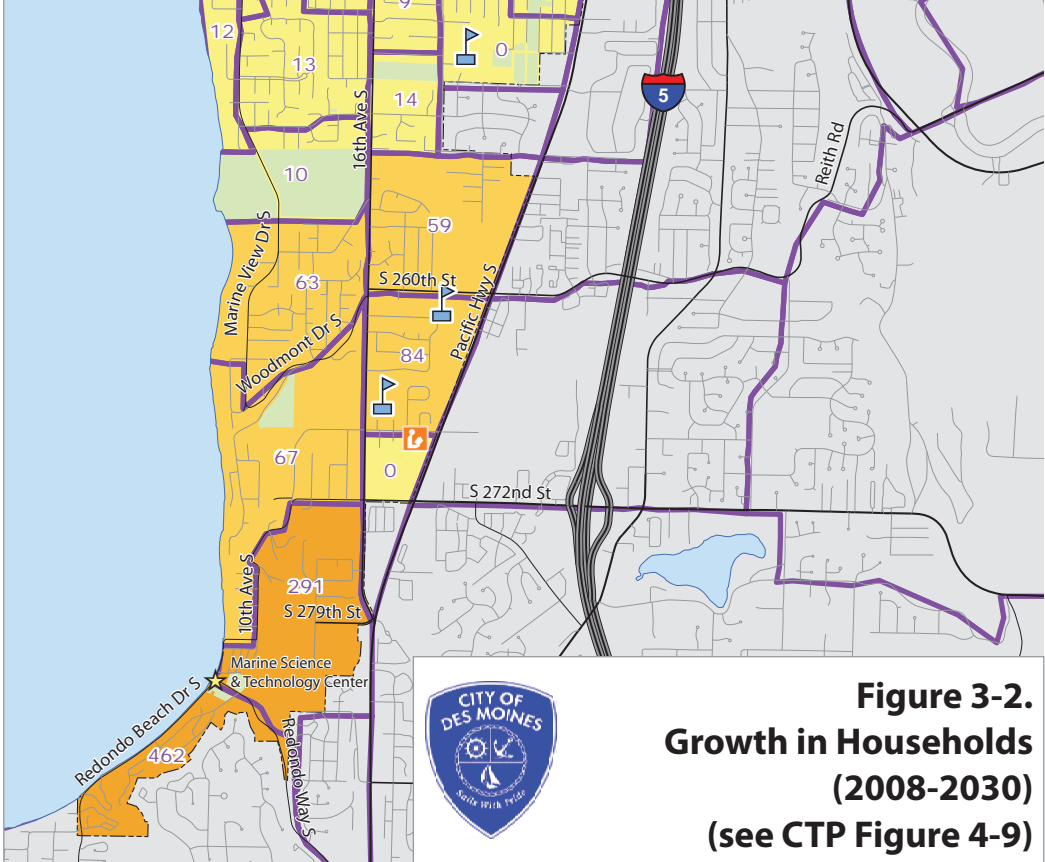 9
12
0
13
5
14
16th Ave S
Reith Rd
10
59
Marine View Dr S
S 260th St
63
Pacific Hwy S
Woodmont Dr S
84
67
0
S 272nd St
10th Ave S
291
S 279th St
Marine Science
& Technology Center
Redondo Beach Dr S
462
Redondo Way S
CITY OF
DES MOINES
Sails With Pride
Figure 3-2.
Growth in Households
(2008-2030)
(see CTP Figure 4-9)